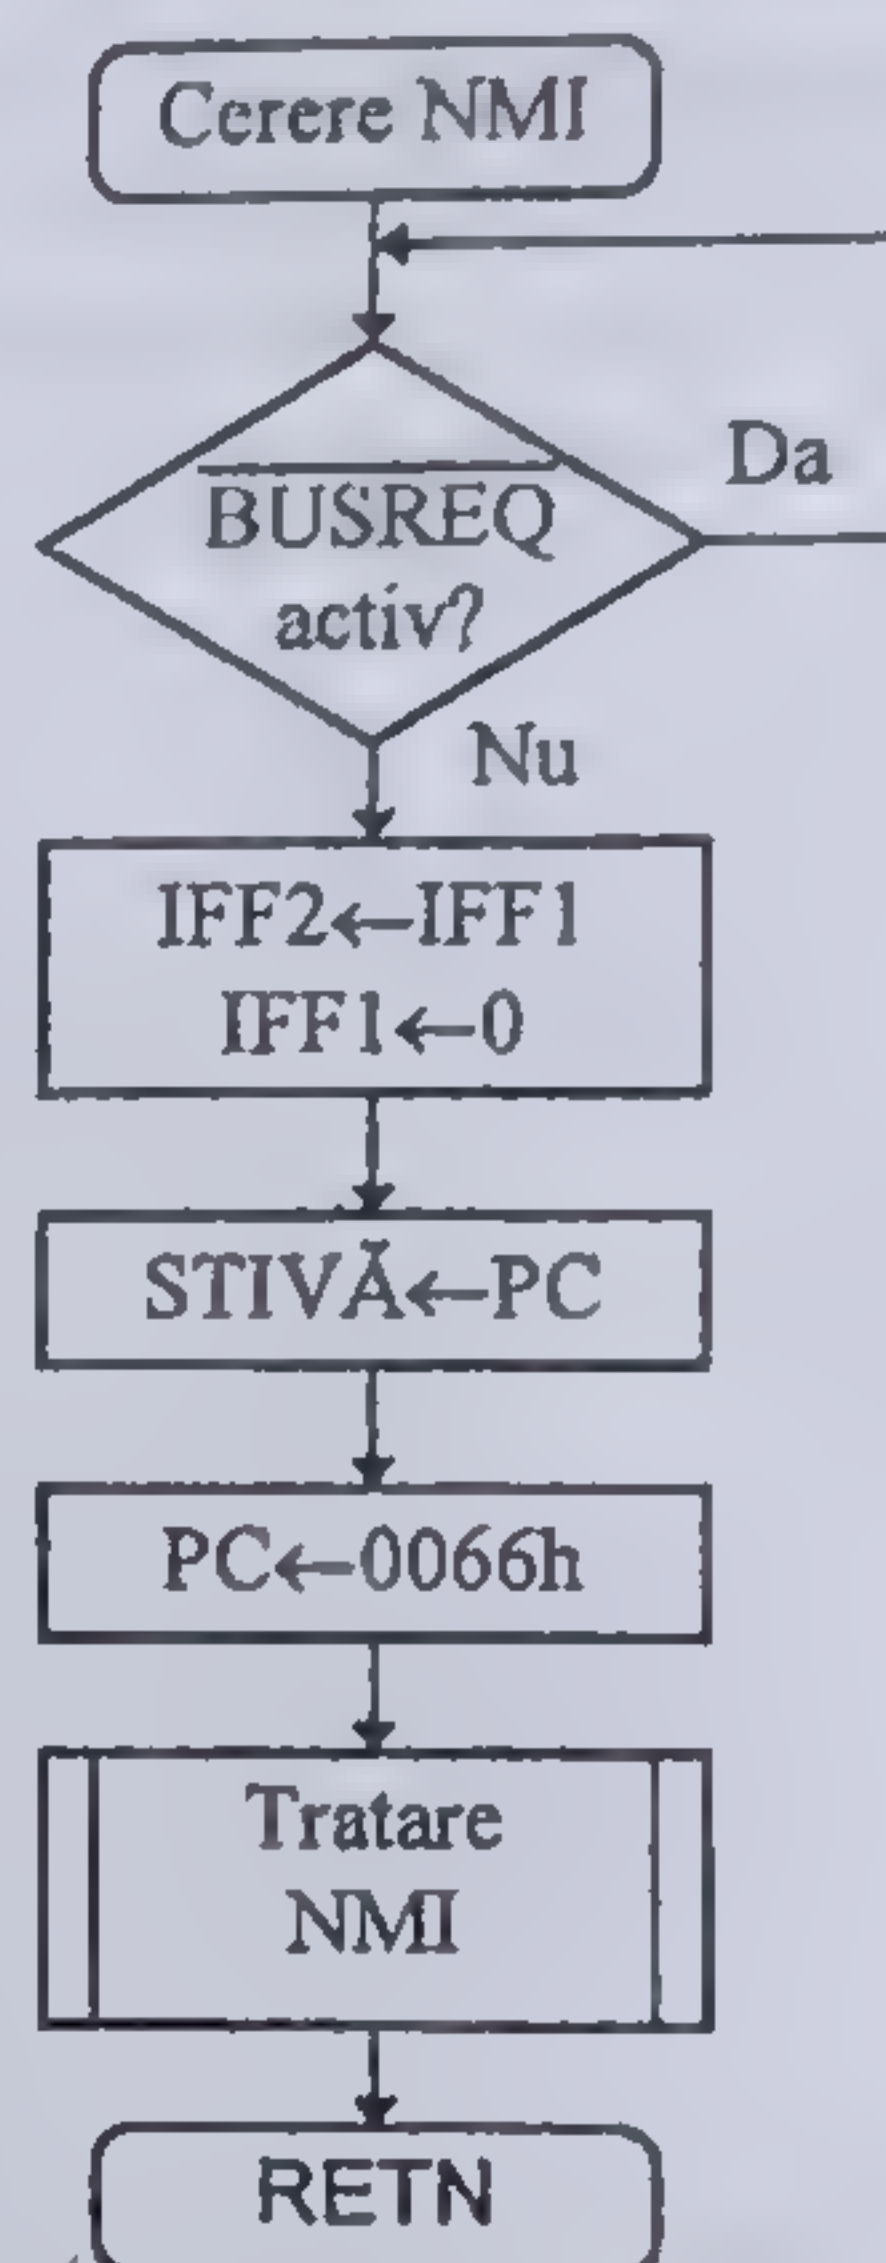 Cerere NMI
Da
BUSREQ
activ?
Nu
IFF2←IFF1
IFF1←0
STIVĂ←PC
PC←0066h
Tratare
NMI
RETN